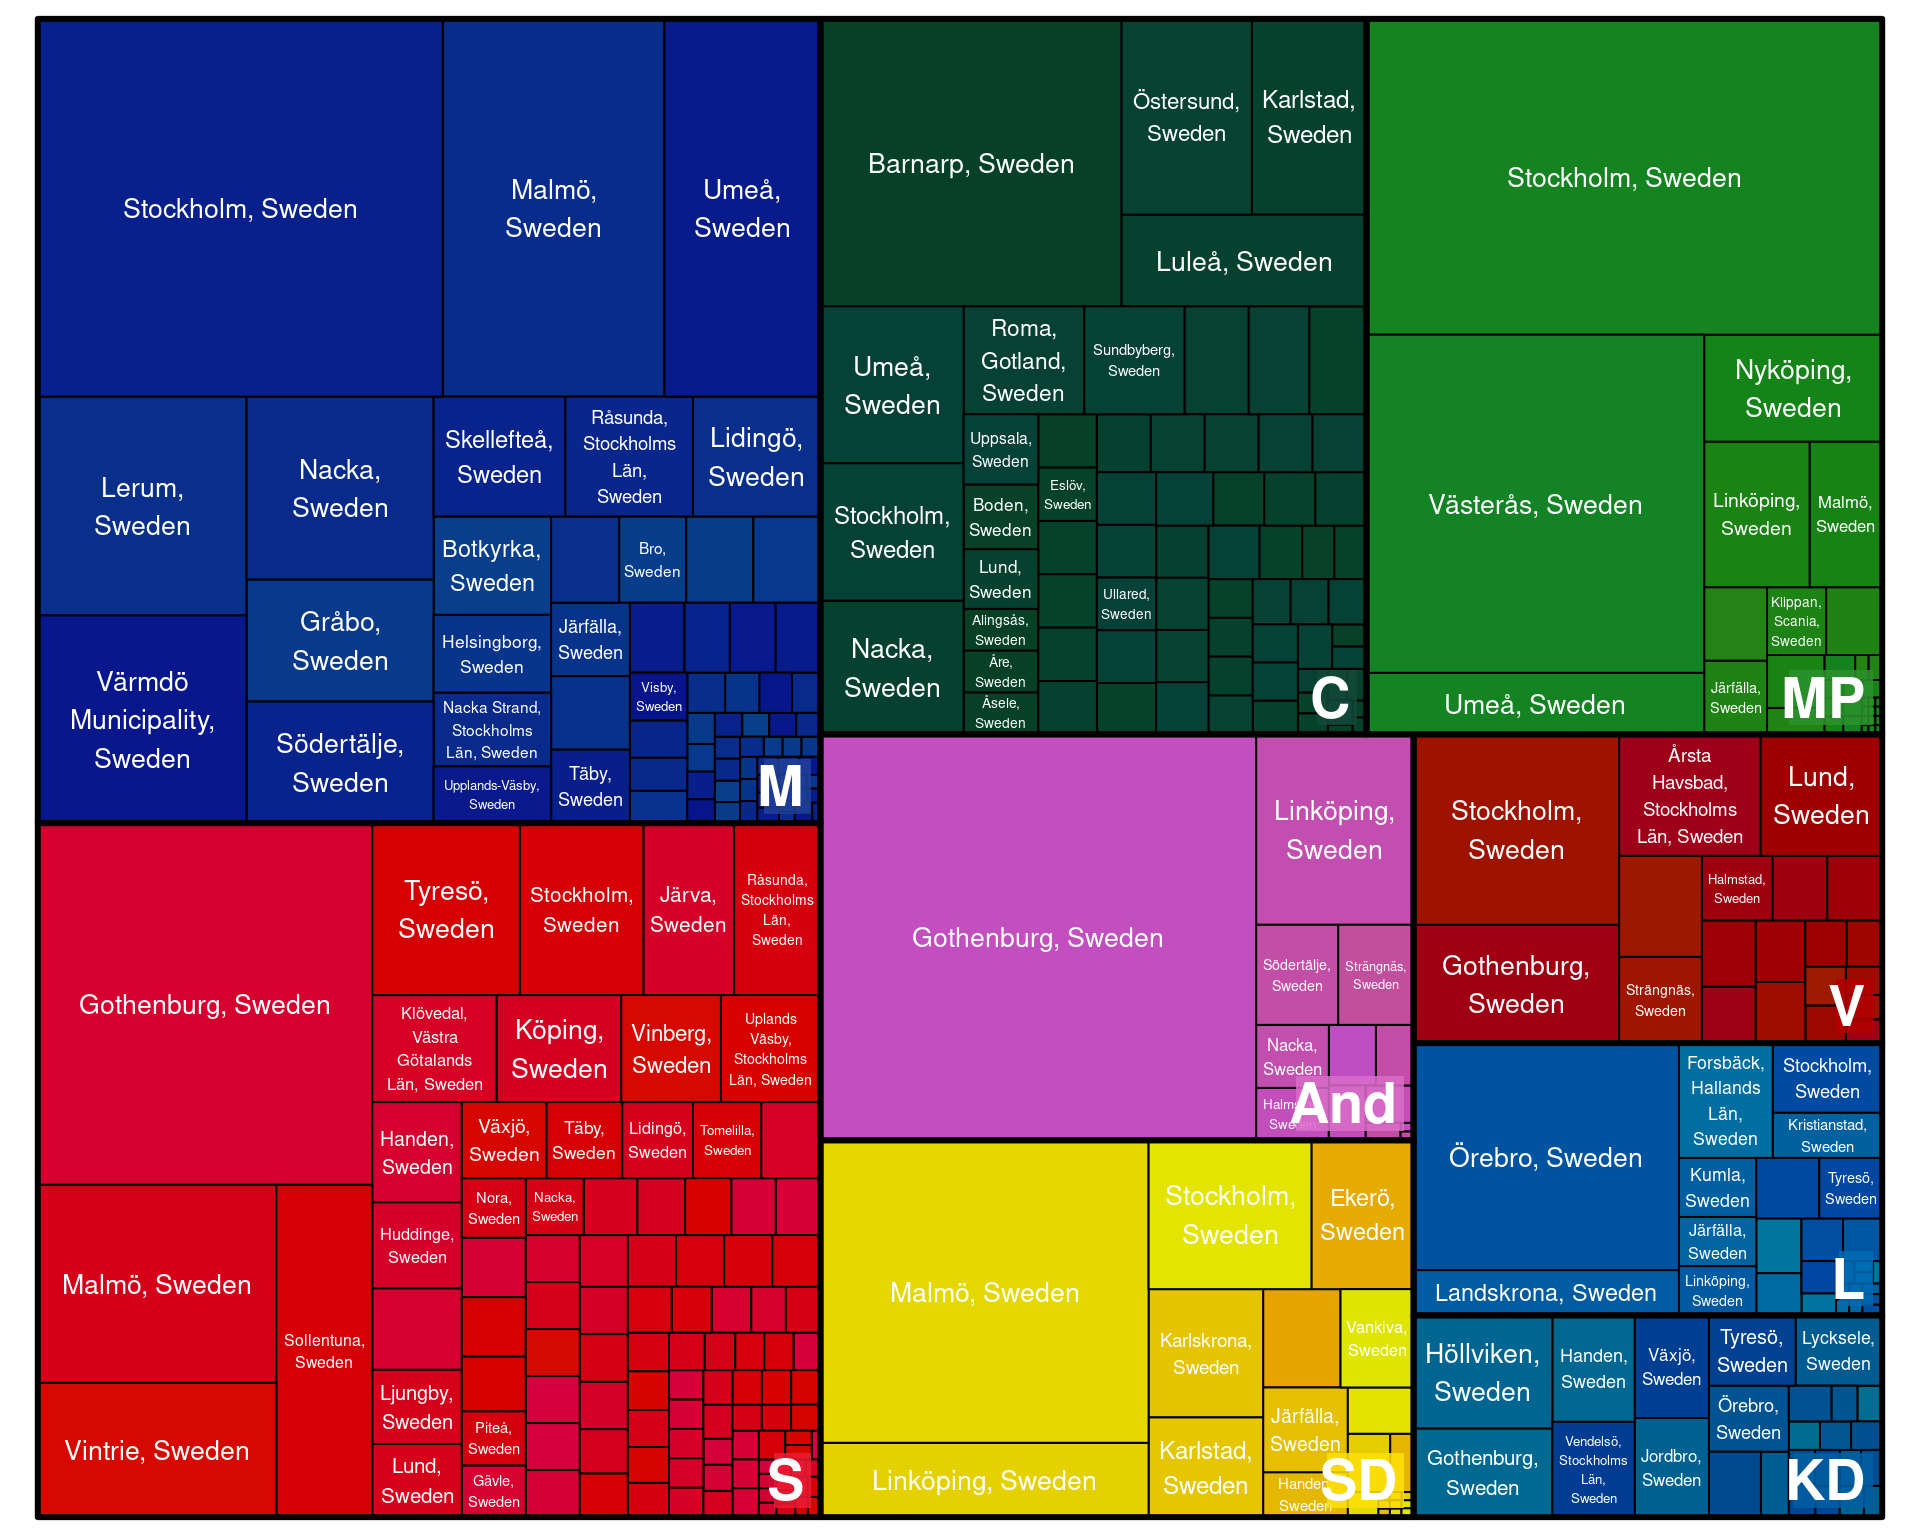 Stockholm, Sweden
Malmö,
Sweden
Umeå,
Sweden
Lerum,
Sweden
Nacka,
Sweden
Skellefteå,
Sweden
Råsunda,
Stockholms
Län,
Sweden
Lidingö,
Sweden
Gråbo,
Sweden
Botkyrka,
Sweden
Bro,
Sweden
Värmdö
Municipality,
Sweden
Södertälje,
Sweden
Helsingborg,
Sweden
Järfälla,
Sweden
Nacka Strand,
Stockholms
Län, Sweden
Visby,
Sweden
Upplands-Väsby,
Sweden
Täby,
Sweden
M
Barnarp, Sweden
Östersund,
Sweden
Karlstad,
Sweden
Luleå, Sweden
Umeå,
Sweden
Roma,
Gotland,
Sweden
Sundbyberg,
Sweden
Uppsala,
Sweden
Stockholm,
Sweden
Boden,
Sweden
Eslöv,
Sweden
Lund,
Sweden
Nacka,
Sweden
Alingsås,
Sweden
Ullared,
Sweden
Åre,
Sweden
Åsele,
Sweden
C
Stockholm, Sweden
Västerås, Sweden
Nyköping,
Sweden
Linköping,
Sweden
Malmö,
Sweden
Klippan,
Scania,
Sweden
Umeå, Sweden
Järfälla,
Sweden
MP
Gothenburg, Sweden
Tyresö,
Sweden
Stockholm,
Sweden
Järva,
Sweden
Råsunda,
Stockholms
Län,
Sweden
Klövedal,
Västra
Götalands
Län, Sweden
Köping,
Sweden
Vinberg,
Sweden
Uplands
Väsby,
Stockholms
Län, Sweden
Handen,
Sweden
Växjö,
Sweden
Täby,
Sweden
Lidingö,
Sweden
Tomelilla,
Sweden
Malmö, Sweden
Sollentuna,
Sweden
Huddinge,
Sweden
Nora,
Sweden
Nacka,
Sweden
Vintrie, Sweden
Ljungby,
Sweden
Piteå,
Sweden
Lund,
Sweden
Gävle,
Sweden
S
Gothenburg, Sweden
Linköping,
Sweden
Södertälje,
Sweden
Strängnäs,
Sweden
Nacka,
Sweden
And
Malmö, Sweden
Stockholm,
Sweden
Ekerö,
Sweden
Karlskrona,
Sweden
Vankiva,
Sweden
Järfälla,
Sweden
Linköping, Sweden
Karlstad,
Sweden
Handen,
Sweden
SD
Stockholm,
Sweden
Årsta
Havsbad,
Stockholms
Län, Sweden
Lund,
Sweden
Halmstad,
Sweden
Gothenburg,
Sweden
Strängnäs,
Sweden
V
Örebro, Sweden
Forsbäck,
Hallands
Län,
Sweden
Stockholm,
Sweden
Kristianstad,
Sweden
Kumla,
Sweden
Tyresö,
Sweden
Järfälla,
Sweden
Landskrona, Sweden
Linköping,
Sweden
L
Höllviken,
Sweden
Handen,
Sweden
Växjö,
Sweden
Tyresö,
Sweden
Lycksele,
Sweden
Örebro,
Sweden
Gothenburg,
Sweden
Vendelsö,
Stockholms
Län,
Sweden
Jordbro,
Sweden
KD